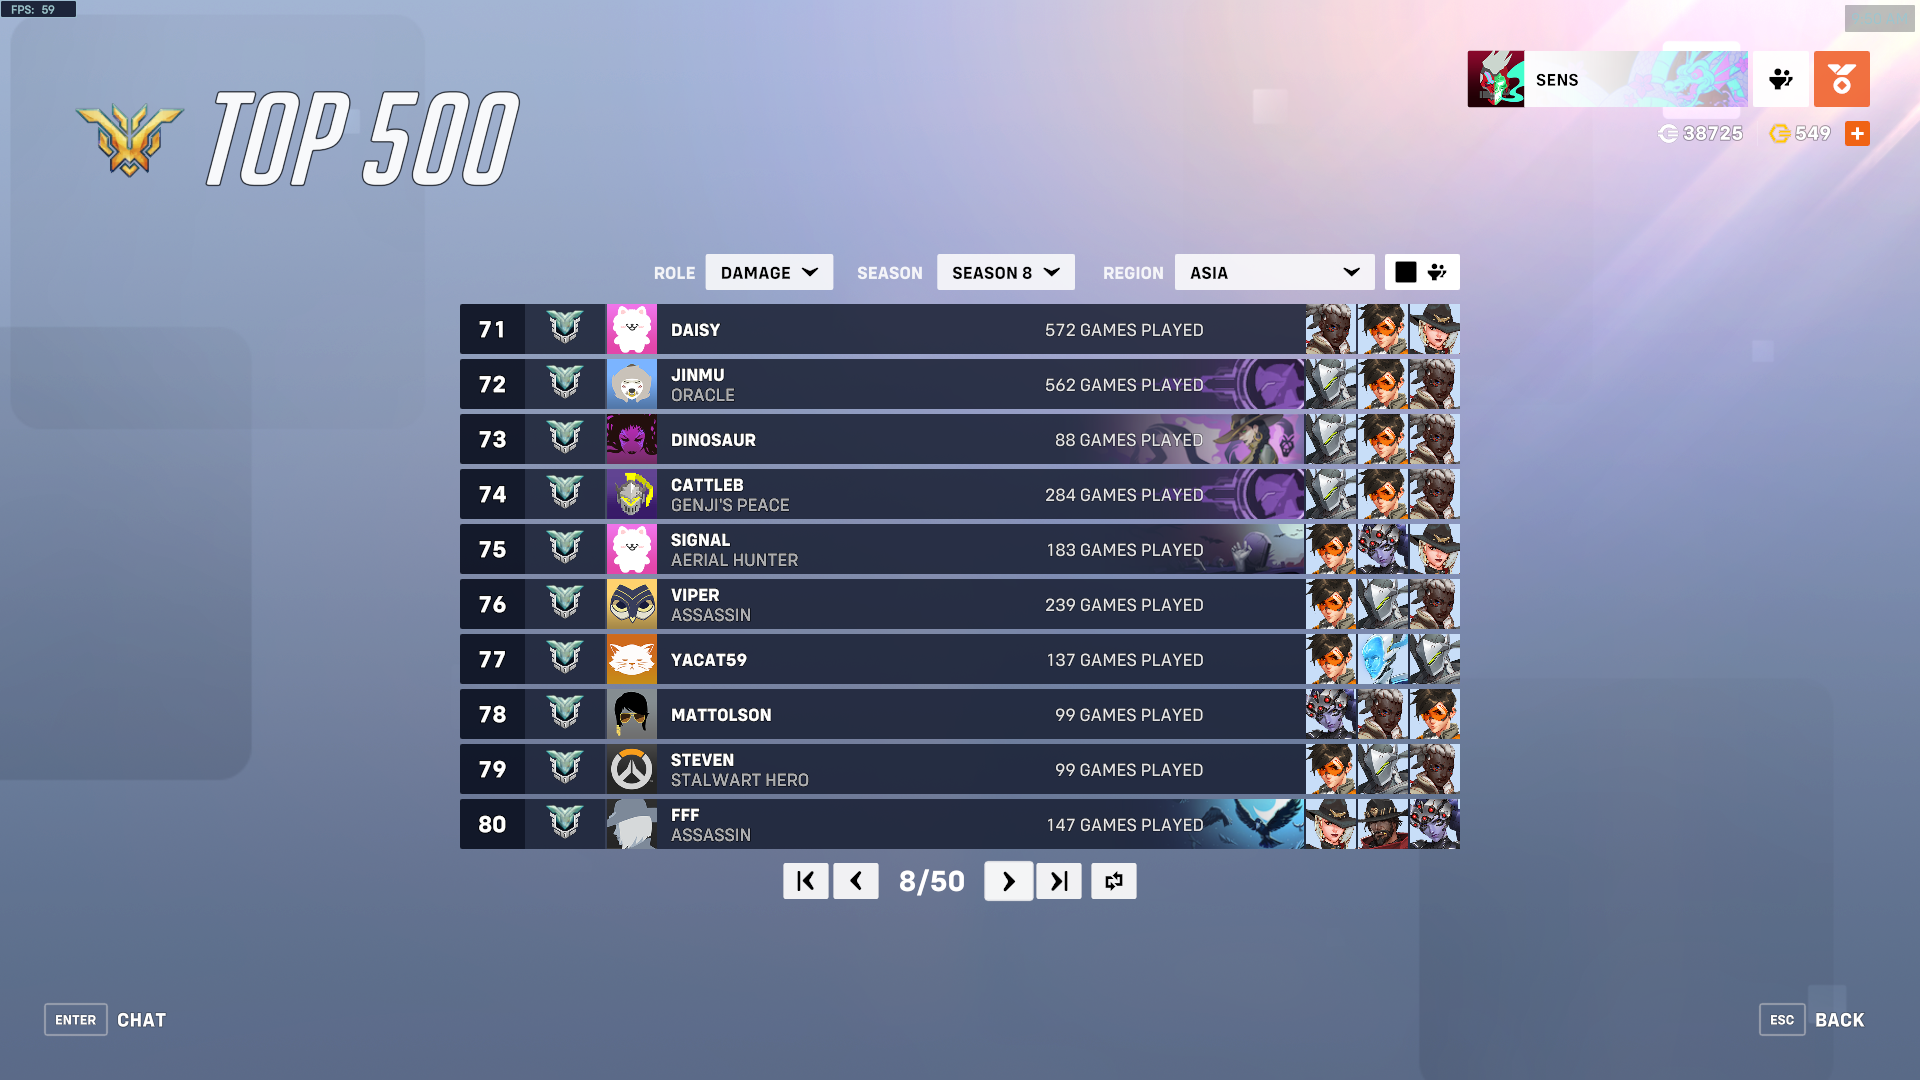 FPS: 59
TOP 500
SENS
38725
549
ROLE DAMAGE SEASON SEASON 8 REGION ASIA
71 DAISY 572 GAMES PLAYED
72 JINMU ORACLE 562 GAMES PLAYED
73 DINOSAUR 88 GAMES PLAYED
74 CATTLEB GENJI'S PEACE 284 GAMES PLAYED
75 SIGNAL AERIAL HUNTER 183 GAMES PLAYED
76 VIPER ASSASSIN 239 GAMES PLAYED
77 YACAT59 137 GAMES PLAYED
78 MATTOLSON 99 GAMES PLAYED
79 STEVEN STALWART HERO 99 GAMES PLAYED
80 FFF ASSASSIN 147 GAMES PLAYED
8/50
ENTER CHAT
ESC BACK